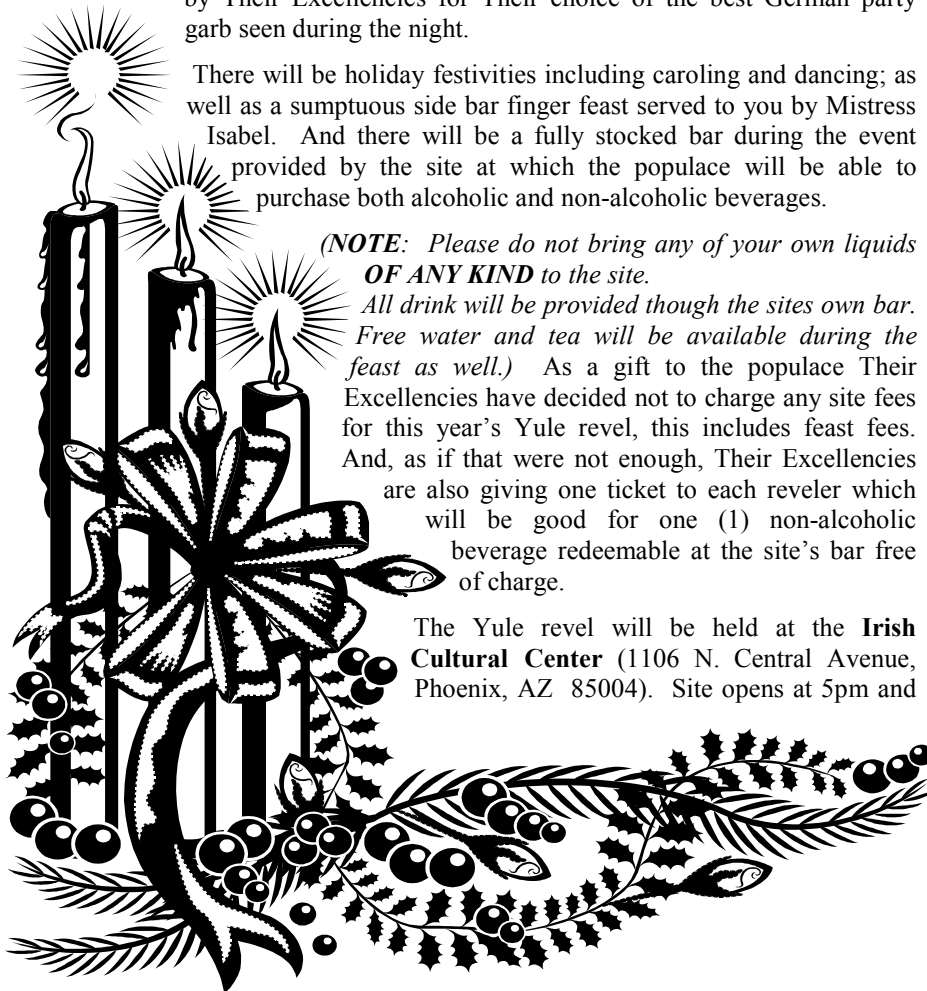 by Their Excellencies for Their choice of the best German party
garb seen during the night.
There will be holiday festivities including caroling and dancing; as
well as a sumptuous side bar finger feast served to you by Mistress
Isabel. And there will be a fully stocked bar during the event
provided by the site at which the populace will be able to
purchase both alcoholic and non-alcoholic beverages.
(NOTE: Please do not bring any of your own liquids
OF ANY KIND to the site.
All drink will be provided though the sites own bar.
Free water and tea will be available during the
feast as well.) As a gift to the populace Their
Excellencies have decided not to charge any site fees
for this year’s Yule revel, this includes feast fees.
And, as if that were not enough, Their Excellencies
are also giving one ticket to each reveler which
will be good for one (1) non-alcoholic
beverage redeemable at the site’s bar free
of charge.
The Yule revel will be held at the Irish
Cultural Center (1106 N. Central Avenue,
Phoenix, AZ 85004). Site opens at 5pm and